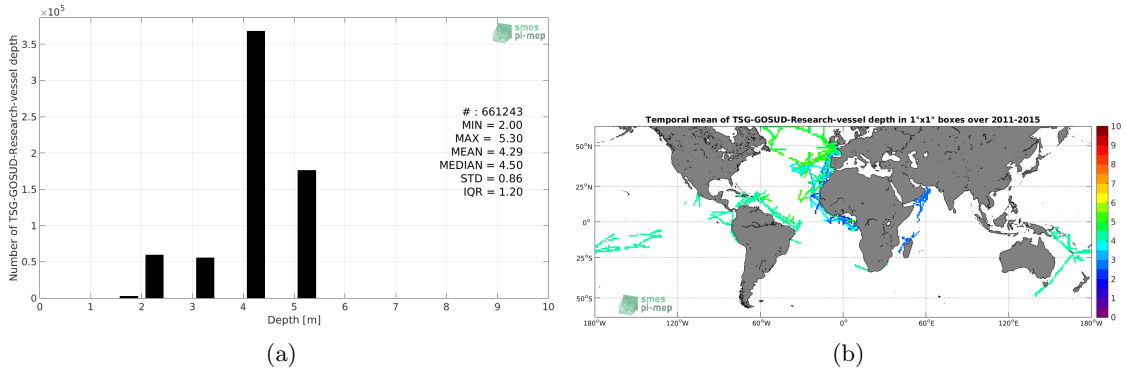 ×10⁵
smos
pi-mep
Number of TSG-GOSUD-Research-vessel depth
3.5
3
2.5
2
1.5
1
0.5
0
# : 661243
MIN = 2.00
MAX = 5.30
MEAN = 4.29
MEDIAN = 4.50
STD = 0.86
IQR = 1.20
0 1 2 3 4 5 6 7 8 9 10
Depth [m]
(a)
Temporal mean of TSG-GOSUD-Research-vessel depth in 1°x1° boxes over 2011-2015
50°N
25°N
0°
25°S
50°S
smos
pi-mep
180°W 120°W 60°W 0° 60°E 120°E 180°E
10
9
8
7
6
5
4
3
2
1
0
(b)